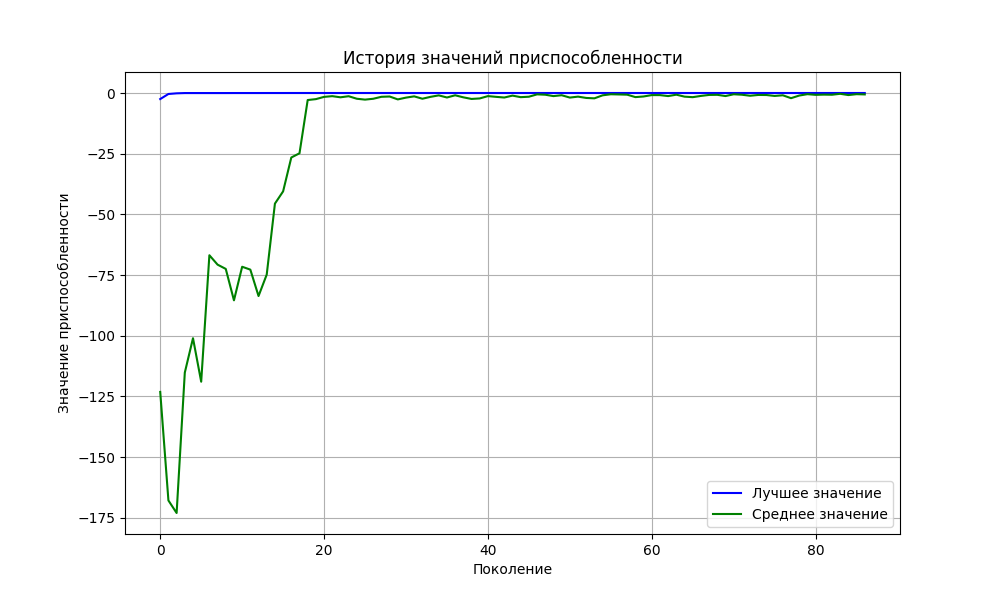 История значений приспособленности
Значение приспособленности
0
−25
−50
−75
−100
−125
−150
−175
0 20 40 60 80
Поколение
Лучшее значение
Среднее значение